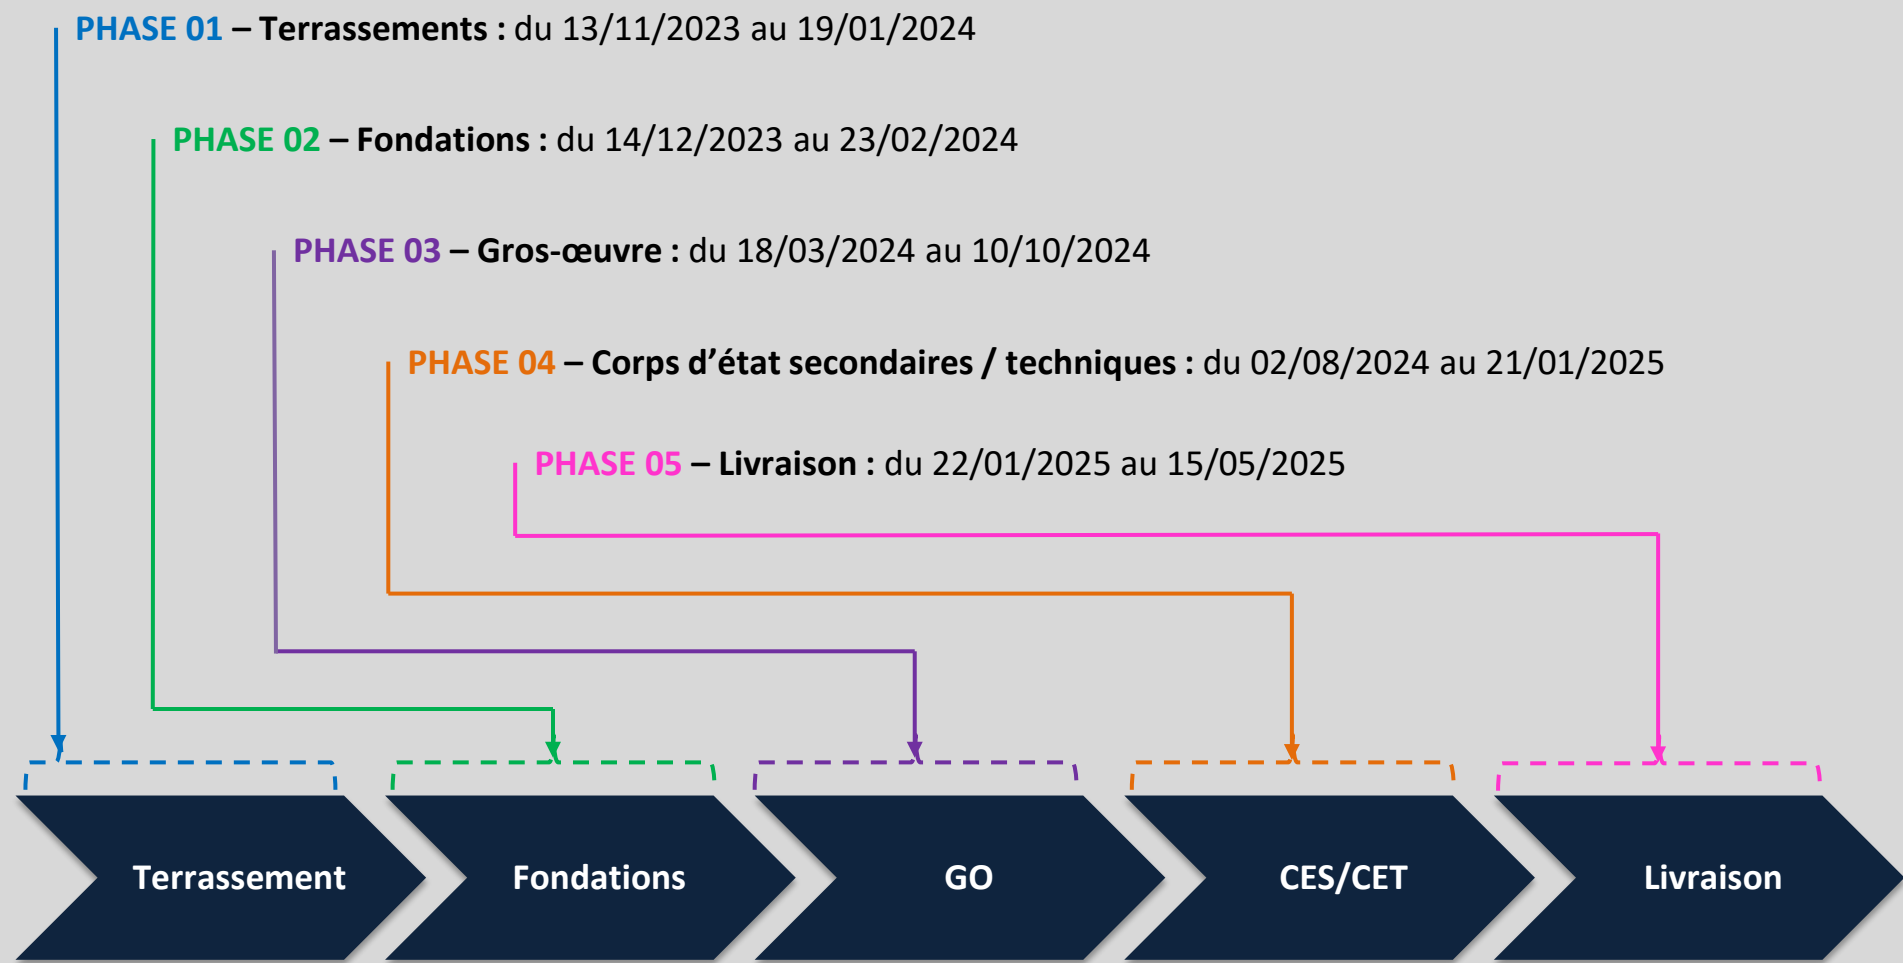 PHASE 01 – Terrassements : du 13/11/2023 au 19/01/2024
PHASE 02 – Fondations : du 14/12/2023 au 23/02/2024
PHASE 03 – Gros-œuvre : du 18/03/2024 au 10/10/2024
PHASE 04 – Corps d’état secondaires / techniques : du 02/08/2024 au 21/01/2025
PHASE 05 – Livraison : du 22/01/2025 au 15/05/2025
Terrassement
Fondations
GO
CES/CET
Livraison